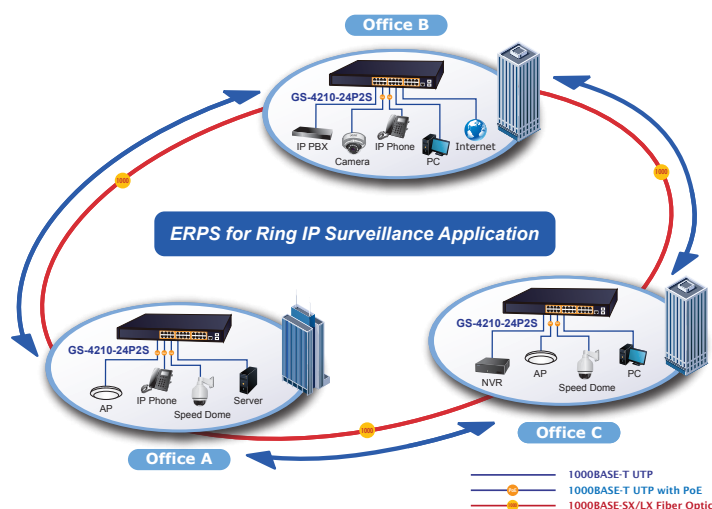 Office B
GS-4210-24P2S
IP PBX
Camera
IP Phone
PC
Internet
1000
1000
ERPS for Ring IP Surveillance Application
GS-4210-24P2S
AP
IP Phone
Speed Dome
Server
Office A
1000
GS-4210-24P2S
NVR
AP
Speed Dome
PC
Office C
1000BASE-T UTP
PoE
1000BASE-T UTP with PoE
1000
1000BASE-SX/LX Fiber Optic